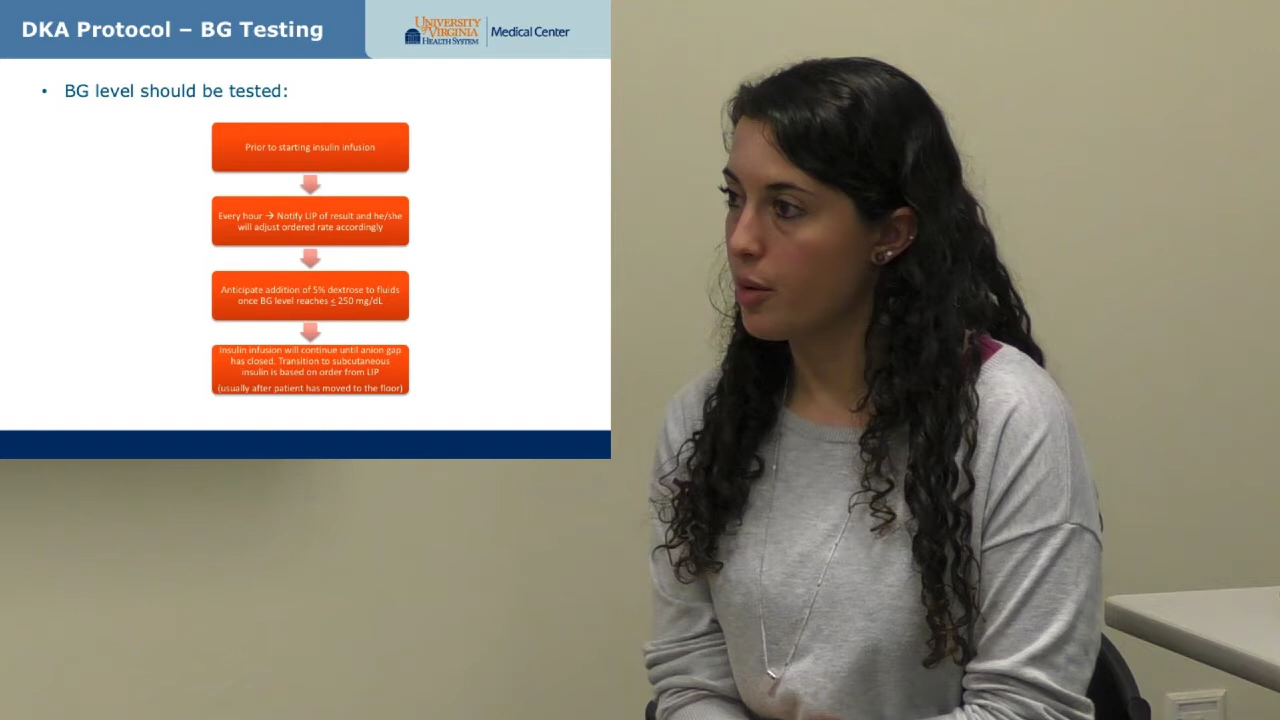 DKA Protocol – BG Testing
UNIVERSITY
of VIRGINIA
HEALTH SYSTEM
Medical Center
• BG level should be tested:
Prior to starting insulin infusion
Every hour → Notify LIP of result and he/she
will adjust ordered rate accordingly
Anticipate addition of 5% dextrose to fluids
once BG level reaches ≤ 250 mg/dL
Insulin infusion will continue until anion gap
has closed. Transition to subcutaneous
insulin is based on order from LIP
(usually after patient has moved to the floor)